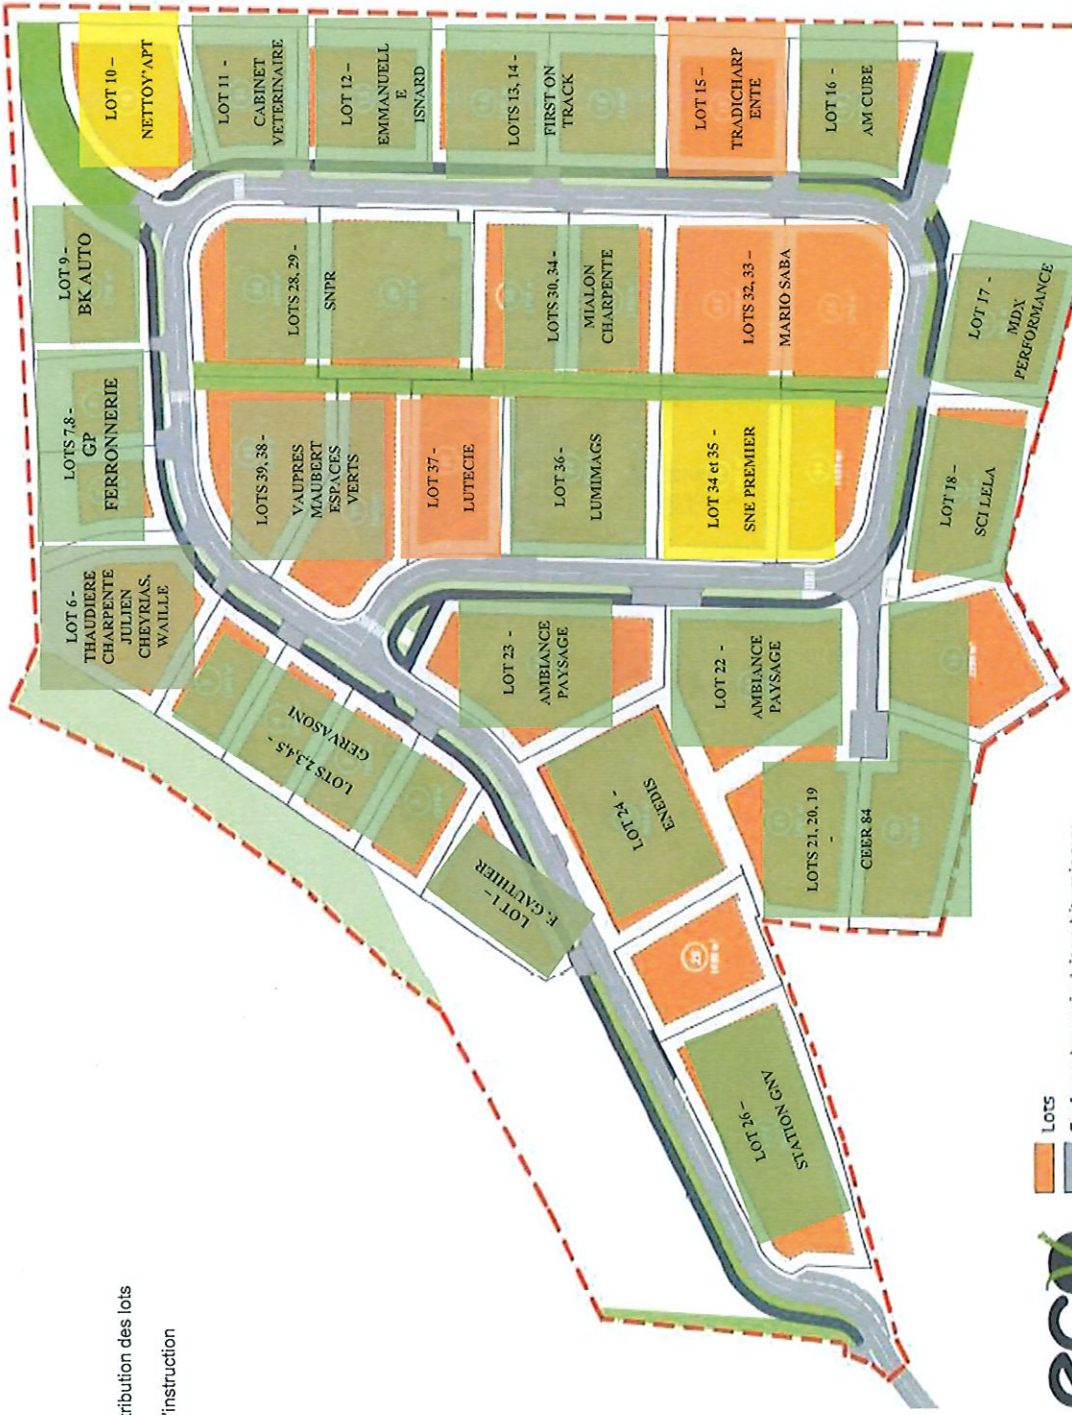 LOT 10 –
NETTOY'APT
LOT 11 -
CABINET
VETERINAIRE
LOT 12 –
EMMANUELL
E
ISNARD
LOTS 13, 14 -
FIRST ON
TRACK
LOT 15 –
TRADICHARP
ENTE
LOT 16 -
AM CUBE
LOT 9 -
BK AUTO
LOTS 28, 29 -
SNPR
LOTS 30, 34 -
MIALON
CHARPENTE
LOTS 32, 33 –
MARIO SABA
LOT 17 -
MDX
PERFORMANCE
LOTS 7,8 -
GP
FERRONNERIE
LOTS 39, 38 -
VAUPRES
MAUBERT
ESPACES
VERTS
LOT 37 -
LUTECIE
LOT 36 -
LUMIMAGS
LOT 34 et 35 -
SNE PREMIER
LOT 18 –
SCI LELA
LOT 6 -
THAUDIERE
CHARPENTE
JULIEN
CHEYRIAS,
WAILLE
LOTS 2,3,4,5 -
GERVASONI
LOT 23 -
AMBIANCE
PAYSAGE
LOT 22 -
AMBIANCE
PAYSAGE
LOT 1 –
F. GAUTHIER
LOT 24 -
ENEDIS
LOTS 21, 20, 19
-
CEER 84
LOT 26 –
STATION GNV
tribution des lots
'instruction
Lots
eco